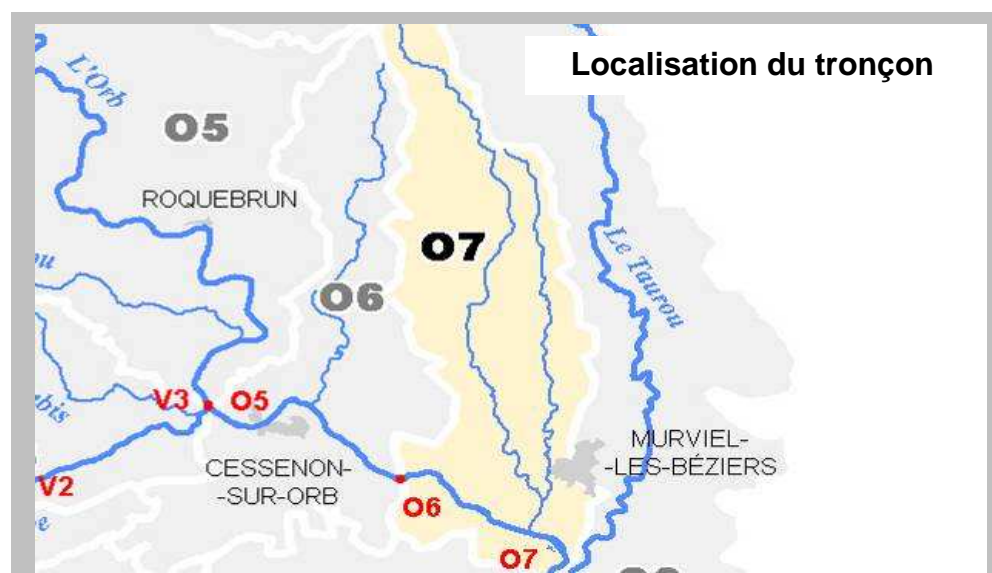 Localisation du tronçon
L'Orb
O5
ROQUEBRUN
O7
Le Taurou
O6
V3
O5
MURVIEL-
-LES-BÉZIERS
CESSENON-
-SUR-ORB
V2
O6
O7